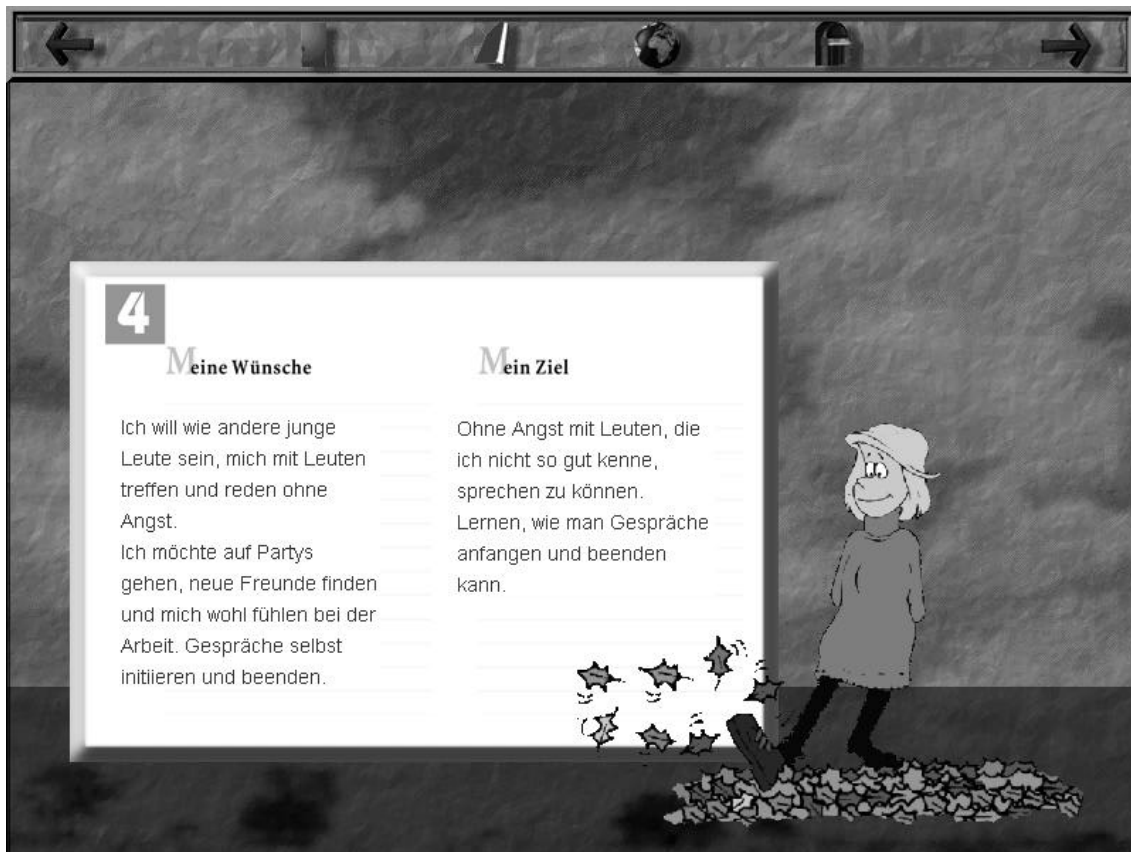 4
Meine Wünsche
Ich will wie andere junge
Leute sein, mich mit Leuten
treffen und reden ohne
Angst.
Ich möchte auf Partys
gehen, neue Freunde finden
und mich wohl fühlen bei der
Arbeit. Gespräche selbst
initiieren und beenden.
Mein Ziel
Ohne Angst mit Leuten, die
ich nicht so gut kenne,
sprechen zu können.
Lernen, wie man Gespräche
anfangen und beenden
kann.